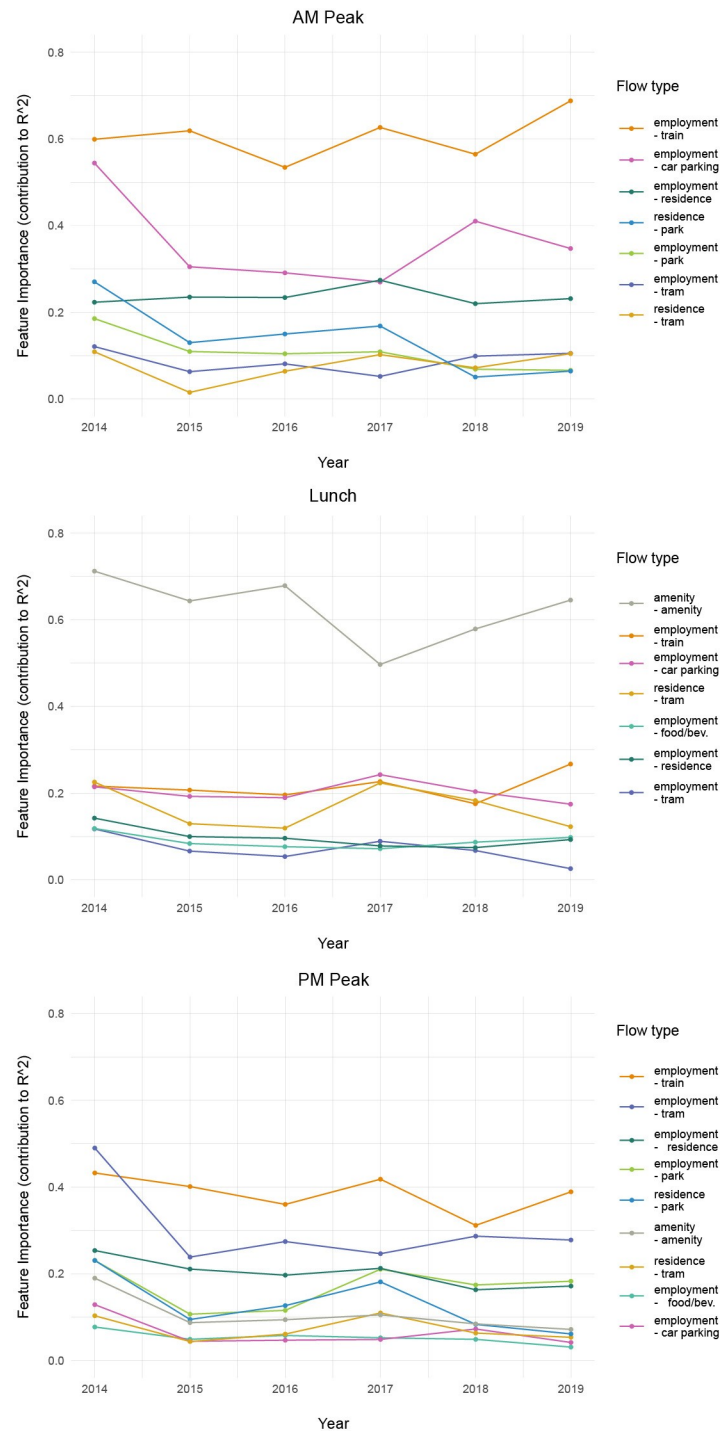 AM Peak
Feature Importance (contribution to R^2)
0.8
0.6
0.4
0.2
0.0
2014 2015 2016 2017 2018 2019
Year
Flow type
employment
- train
employment
- car parking
employment
- residence
residence
- park
employment
- park
employment
- tram
residence
- tram
Lunch
Feature Importance (contribution to R^2)
0.8
0.6
0.4
0.2
0.0
2014 2015 2016 2017 2018 2019
Year
Flow type
amenity
- amenity
employment
- train
employment
- car parking
residence
- tram
employment
- food/bev.
employment
- residence
employment
- tram
PM Peak
Feature Importance (contribution to R^2)
0.8
0.6
0.4
0.2
0.0
2014 2015 2016 2017 2018 2019
Year
Flow type
employment
- train
employment
- tram
employment
- residence
employment
- park
residence
- park
amenity
- amenity
residence
- tram
employment
- food/bev.
employment
- car parking